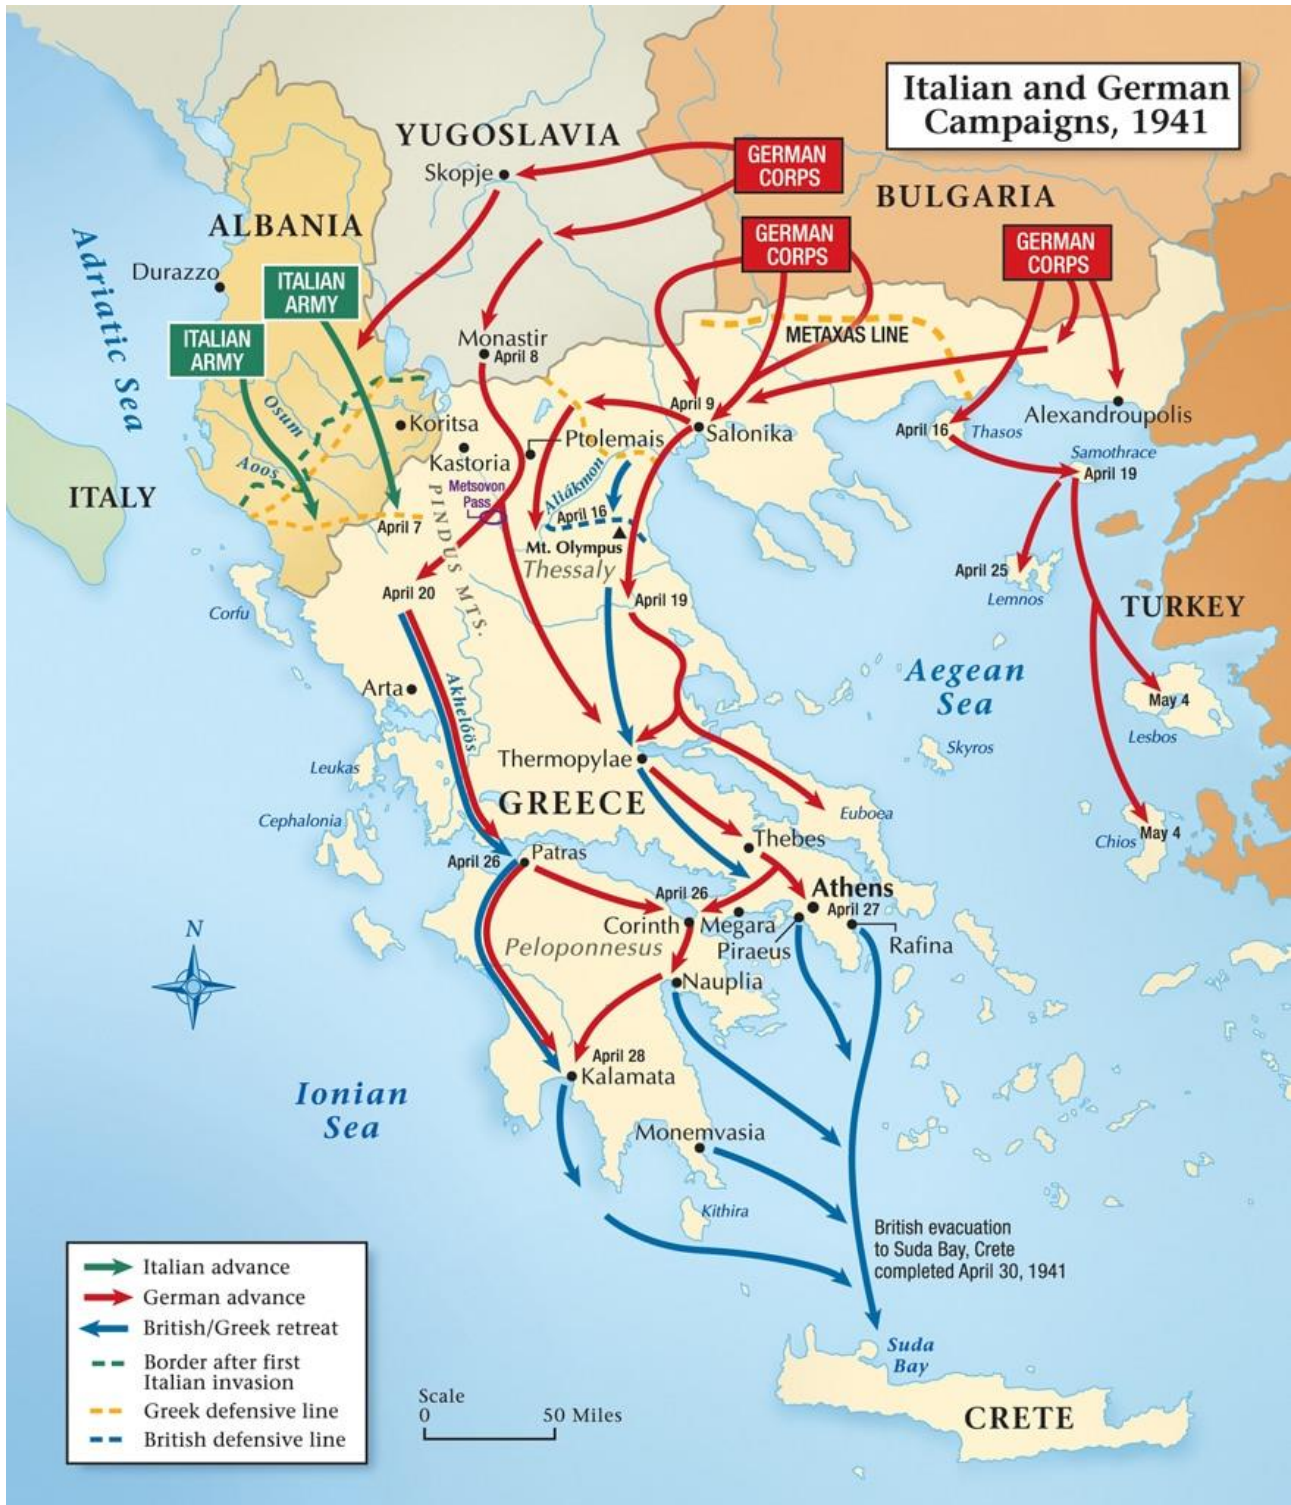 Italian and German
Campaigns, 1941
YUGOSLAVIA
Skopje
GERMAN
CORPS
BULGARIA
ALBANIA
GERMAN
CORPS
GERMAN
CORPS
Adriatic Sea
Durazzo
ITALIAN
ARMY
ITALIAN
ARMY
METAXAS LINE
Monastir
April 8
Osum
Koritsa
April 9
Salonika
Alexandroupolis
April 16
Thasos
Ptolemais
Kastoria
Aoos
Samothrace
April 19
ITALY
Metsovon
Pass
Aliákmon
April 16
April 7
PINDUS MTS.
Mt. Olympus
Thessaly
April 25
Lemnos
April 20
April 19
Corfu
TURKEY
Aegean
Sea
Arta
Akhelóös
May 4
Lesbos
Skyros
Thermopylae
Leukas
GREECE
Euboea
Cephalonia
Thebes
Chios
May 4
April 26
Patras
Athens
April 26
April 27
Corinth
Megara
Piraeus
Rafina
N
Peloponnesus
Nauplia
April 28
Kalamata
Ionian
Sea
Monemvasia
Kithira
British evacuation
to Suda Bay, Crete
completed April 30, 1941
Italian advance
German advance
British/Greek retreat
Border after first
Italian invasion
Greek defensive line
British defensive line
Suda
Bay
Scale
0 50 Miles
CRETE